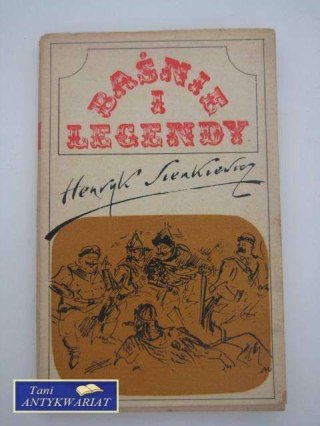 BAŚNIE
I
LEGENDY
Henryk Sienkiewicz
Tani
ANTYKWARIAT